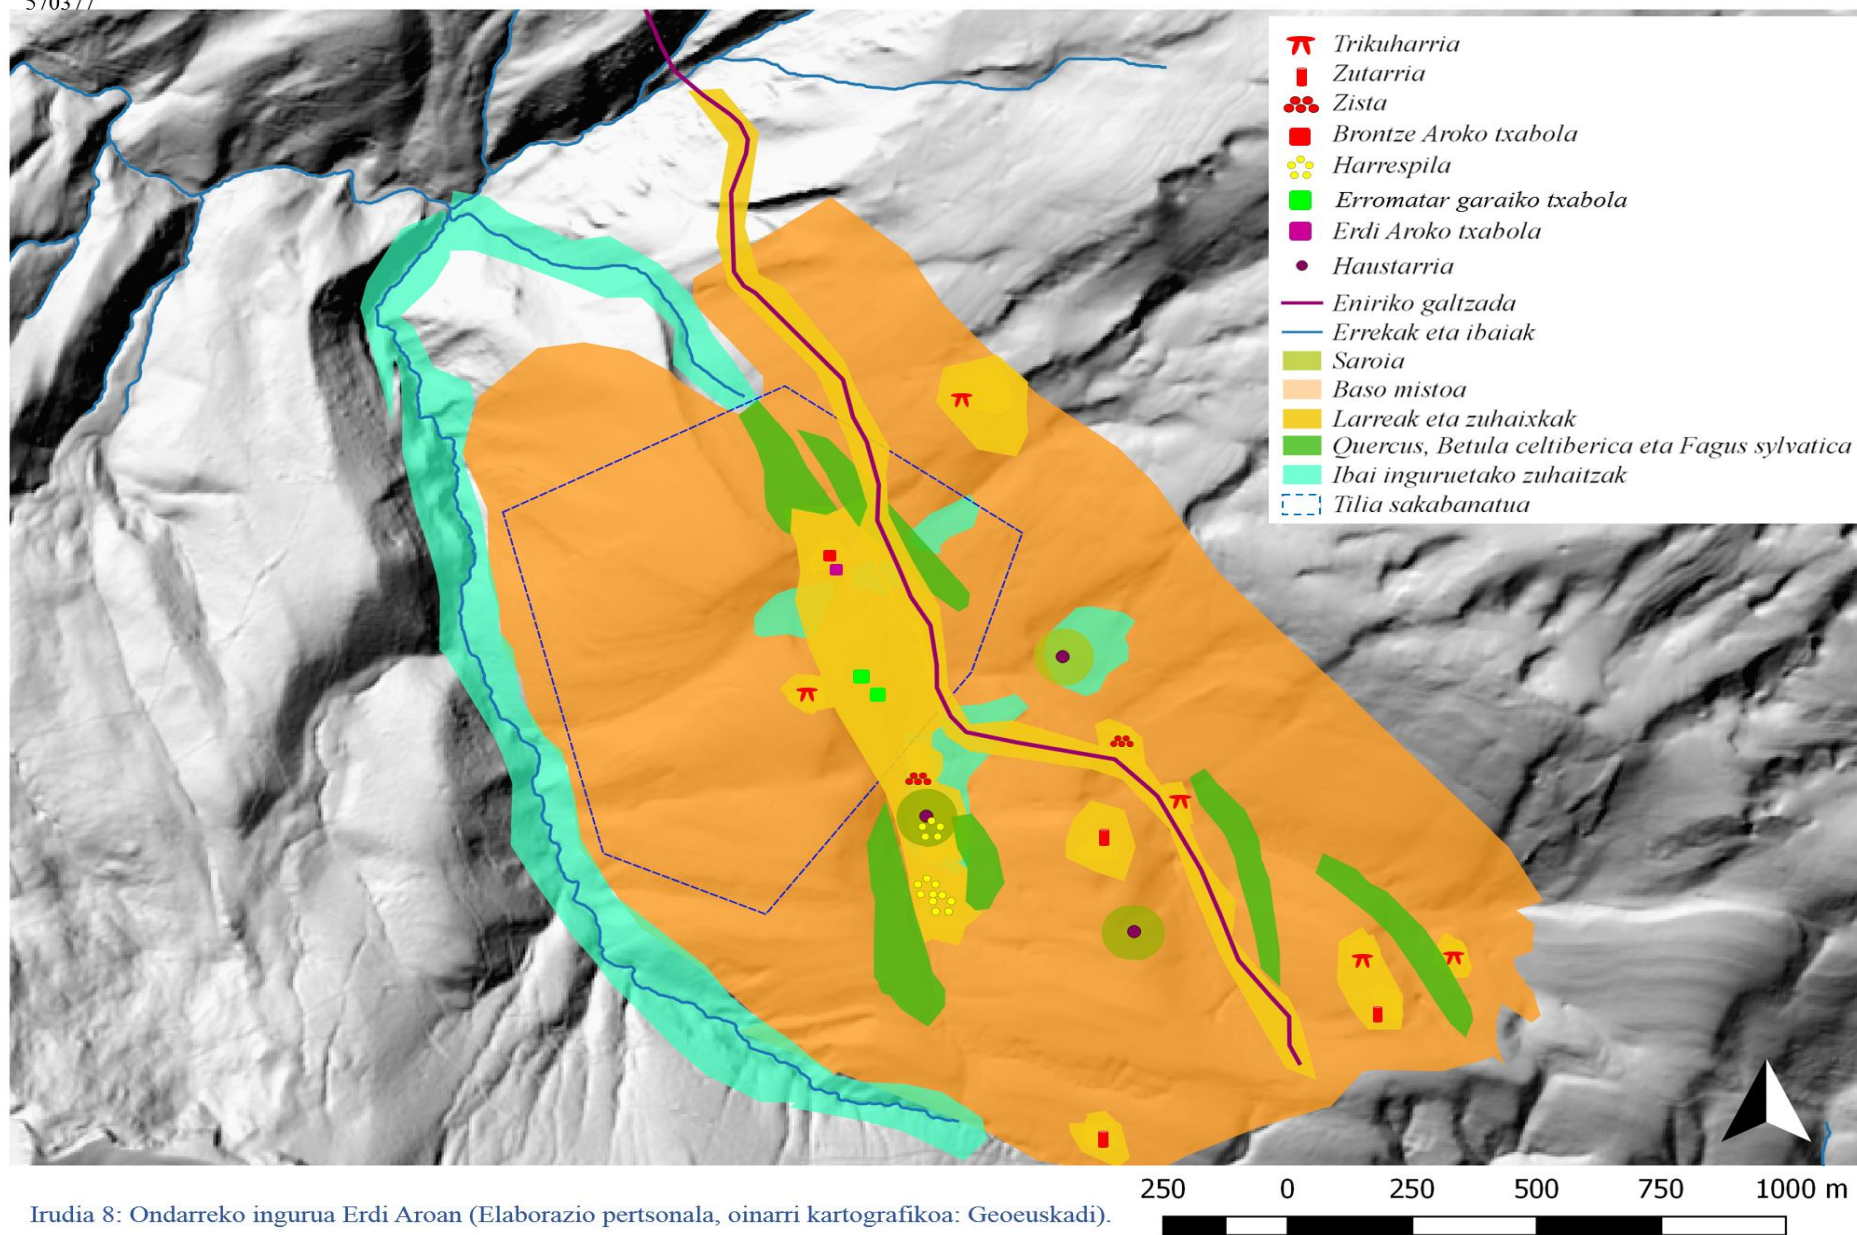 570377
Trikuharria
Zutarria
Zista
Brontze Aroko txabola
Harrespila
Erromatar garaiko txabola
Erdi Aroko txabola
Haustarria
Eniriko galtzada
Errekak eta ibaiak
Saroia
Baso mistoa
Larreak eta zuhaixkak
Quercus, Betula celtiberica eta Fagus sylvatica
Ibai inguruetako zuhaitzak
Tilia sakabanatua
250 0 250 500 750 1000 m
Irudia 8: Ondarreko ingurua Erdi Aroan (Elaborazio pertsonala, oinarri kartografikoa: Geoeuskadi).